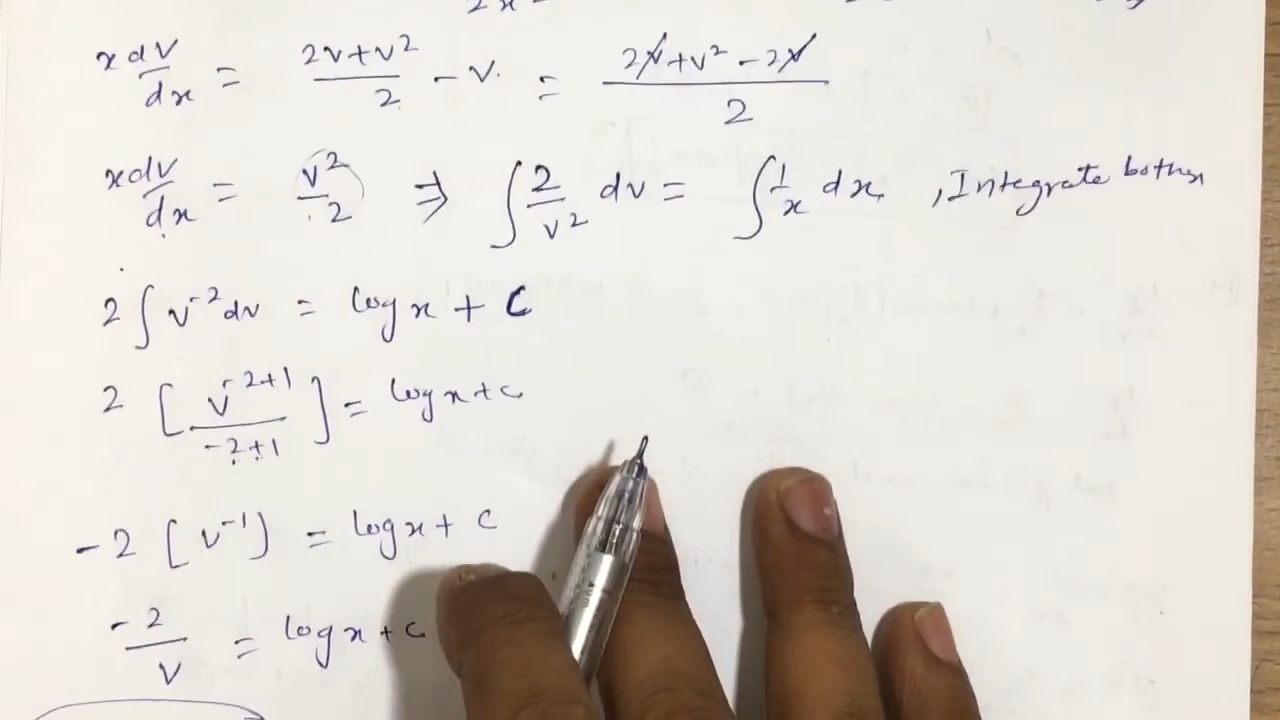 x dv/dx = (2v+v²)/2 - v. = (2v+v²-2v)/2
x dv/dx = v²/2 ⇒ ∫ 2/v² dv = ∫ 1/x dx , Integrate both
2 ∫ v⁻² dv = log x + C
2 [ v⁻²⁺¹ / -2+1 ] = log x + c
-2 [ v⁻¹ ] = log x + c
-2/v = log x + c